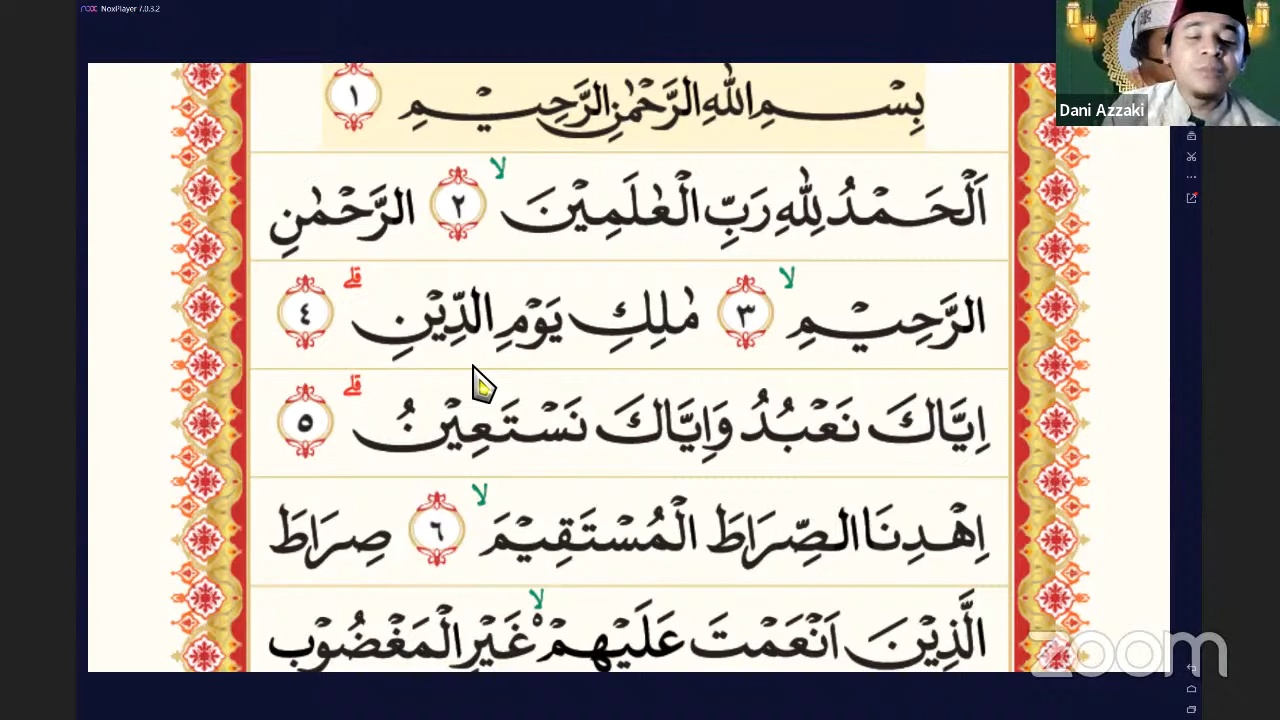 NoxPlayer 7.0.3.2
Dani Azzaki
بِسْمِ اللّٰهِ الرَّحْمٰنِ الرَّحِيْمِ ١
اَلْحَمْدُ لِلّٰهِ رَبِّ الْعٰلَمِيْنَ ۙ ٢ الرَّحْمٰنِ
الرَّحِيْمِ ۙ ٣ مٰلِكِ يَوْمِ الدِّيْنِ ۗ ٤
اِيَّاكَ نَعْبُدُ وَاِيَّاكَ نَسْتَعِيْنُ ۗ ٥
اِهْدِنَا الصِّرَاطَ الْمُسْتَقِيْمَ ۙ ٦ صِرَاطَ
الَّذِيْنَ اَنْعَمْتَ عَلَيْهِمْ ۙ غَيْرِ الْمَغْضُوْبِ
zoom